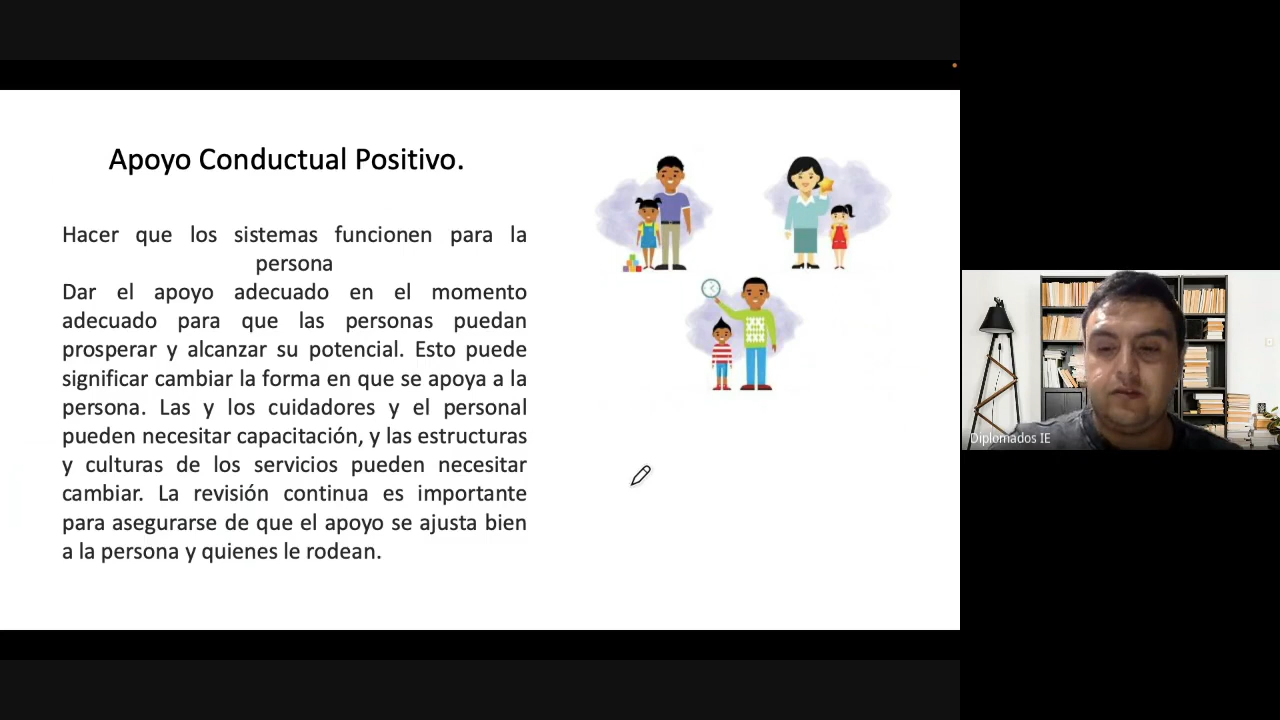 Apoyo Conductual Positivo.
Hacer que los sistemas funcionen para la
persona
Dar el apoyo adecuado en el momento
adecuado para que las personas puedan
prosperar y alcanzar su potencial. Esto puede
significar cambiar la forma en que se apoya a la
persona. Las y los cuidadores y el personal
pueden necesitar capacitación, y las estructuras
y culturas de los servicios pueden necesitar
cambiar. La revisión continua es importante
para asegurarse de que el apoyo se ajusta bien
a la persona y quienes le rodean.
Diplomados IE